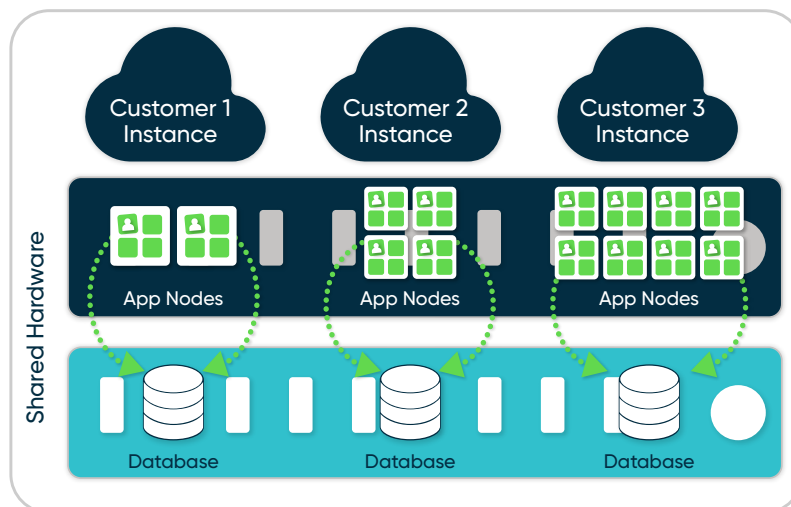 Customer 1
Instance
Customer 2
Instance
Customer 3
Instance
Shared Hardware
App Nodes
App Nodes
App Nodes
Database
Database
Database